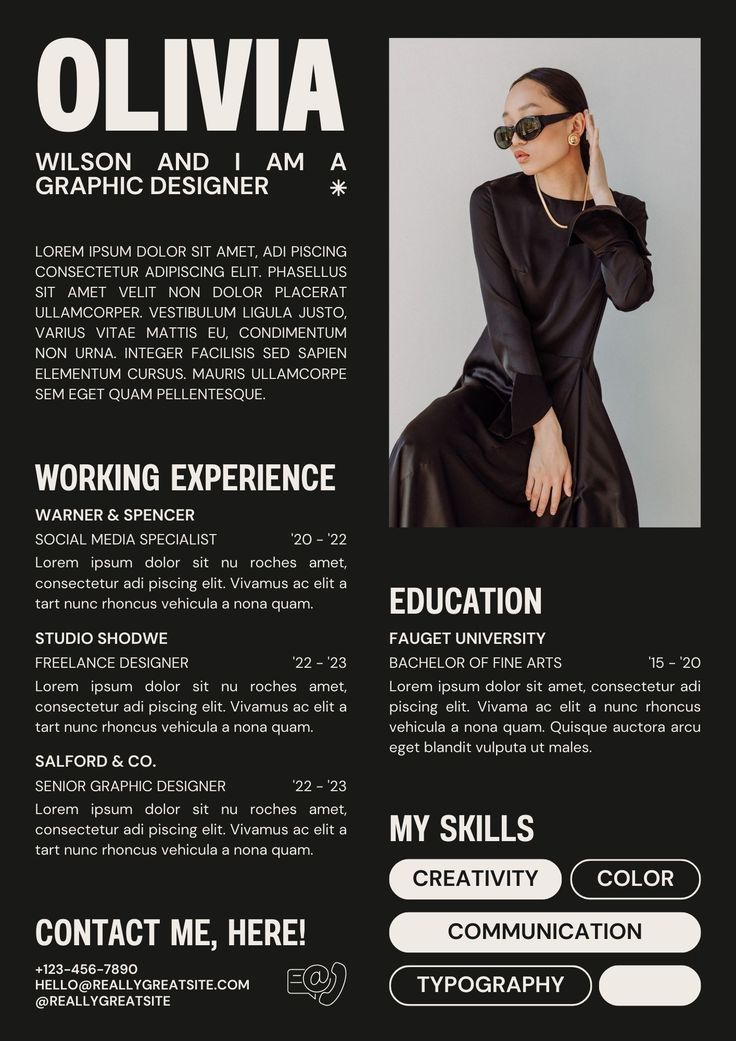 OLIVIA
WILSON AND I AM A
GRAPHIC DESIGNER
LOREM IPSUM DOLOR SIT AMET, ADI PISCING
CONSECTETUR ADIPISCING ELIT. PHASELLUS
SIT AMET VELIT NON DOLOR PLACERAT
ULLAMCORPER. VESTIBULUM LIGULA JUSTO,
VARIUS VITAE MATTIS EU, CONDIMENTUM
NON URNA. INTEGER FACILISIS SED SAPIEN
ELEMENTUM CURSUS. MAURIS ULLAMCORPE
SEM EGET QUAM PELLENTESQUE.
WORKING EXPERIENCE
WARNER & SPENCER
SOCIAL MEDIA SPECIALIST '20 - '22
Lorem ipsum dolor sit nu roches amet,
consectetur adi piscing elit. Vivamus ac elit a
tart nunc rhoncus vehicula a nona quam.
STUDIO SHODWE
FREELANCE DESIGNER '22 - '23
Lorem ipsum dolor sit nu roches amet,
consectetur adi piscing elit. Vivamus ac elit a
tart nunc rhoncus vehicula a nona quam.
SALFORD & CO.
SENIOR GRAPHIC DESIGNER '22 - '23
Lorem ipsum dolor sit nu roches amet,
consectetur adi piscing elit. Vivamus ac elit a
tart nunc rhoncus vehicula a nona quam.
CONTACT ME, HERE!
+123-456-7890
HELLO@REALLYGREATSITE.COM
@REALLYGREATSITE
EDUCATION
FAUGET UNIVERSITY
BACHELOR OF FINE ARTS '15 - '20
Lorem ipsum dolor sit amet, consectetur adi
piscing elit. Vivama ac elit a nunc rhoncus
vehicula a nona quam. Quisque auctora arcu
eget blandit vulputa ut males.
MY SKILLS
CREATIVITY COLOR
COMMUNICATION
TYPOGRAPHY